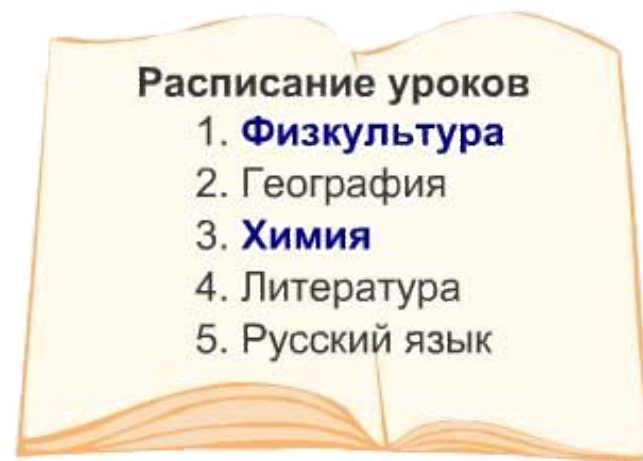 Расписание уроков
1. Физкультура
2. География
3. Химия
4. Литература
5. Русский язык